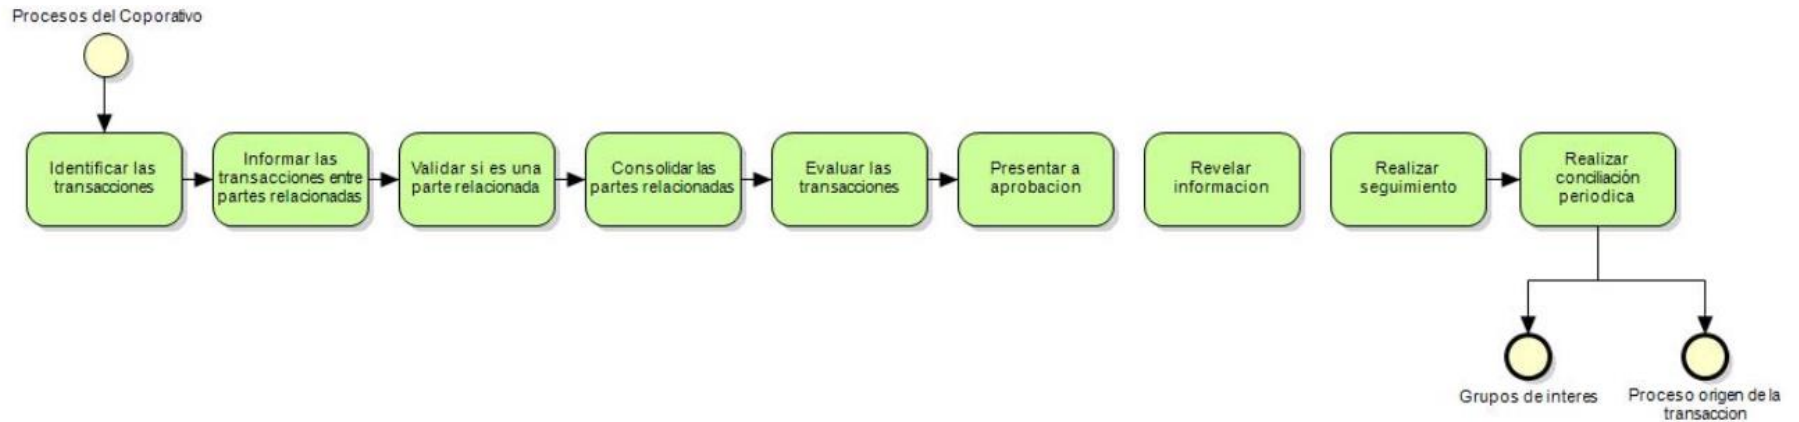 Procesos del Coporativo
Identificar las
transacciones
Informar las
transacciones entre
partes relacionadas
Validar si es una
parte relacionada
Consolidar las
partes relacionadas
Evaluar las
transacciones
Presentar a
aprobacion
Revelar
informacion
Realizar
seguimiento
Realizar
conciliación
periodica
Grupos de interes
Proceso origen de la
transaccion